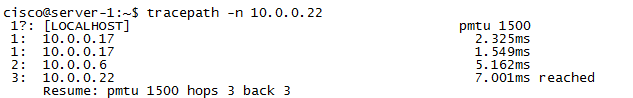 cisco@server-1:~$ tracepath -n 10.0.0.22
1?: [LOCALHOST] pmtu 1500
1: 10.0.0.17 2.325ms
1: 10.0.0.17 1.549ms
2: 10.0.0.6 5.162ms
3: 10.0.0.22 7.001ms reached
Resume: pmtu 1500 hops 3 back 3